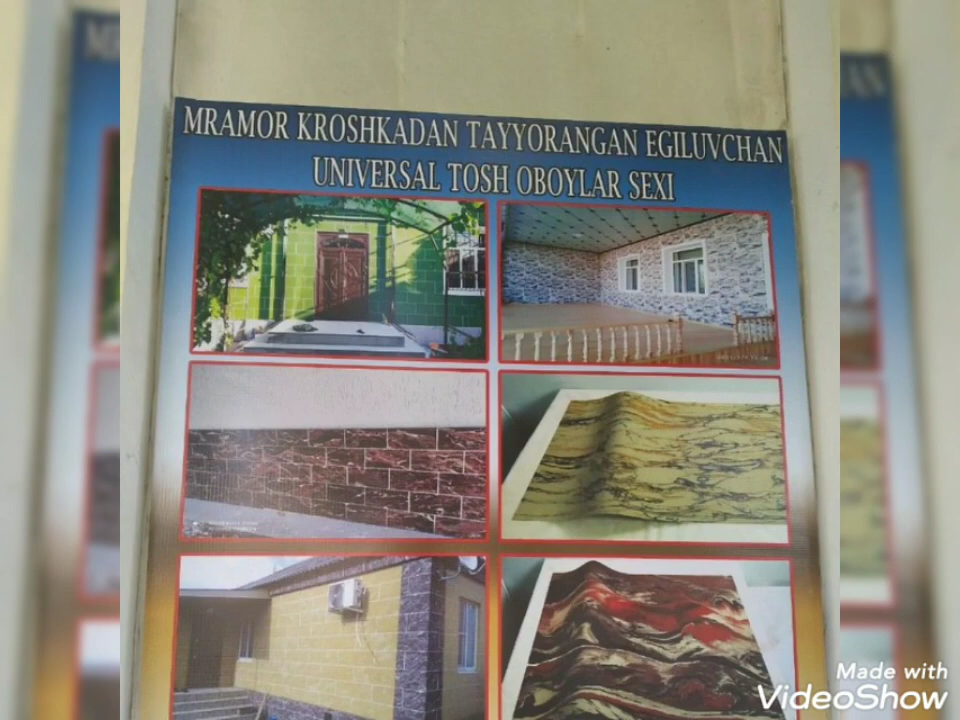 MRAMOR KROSHKADAN TAYYORANGAN EGILUVCHAN
UNIVERSAL TOSH OBOYLAR SEXI
Made with
VideoShow